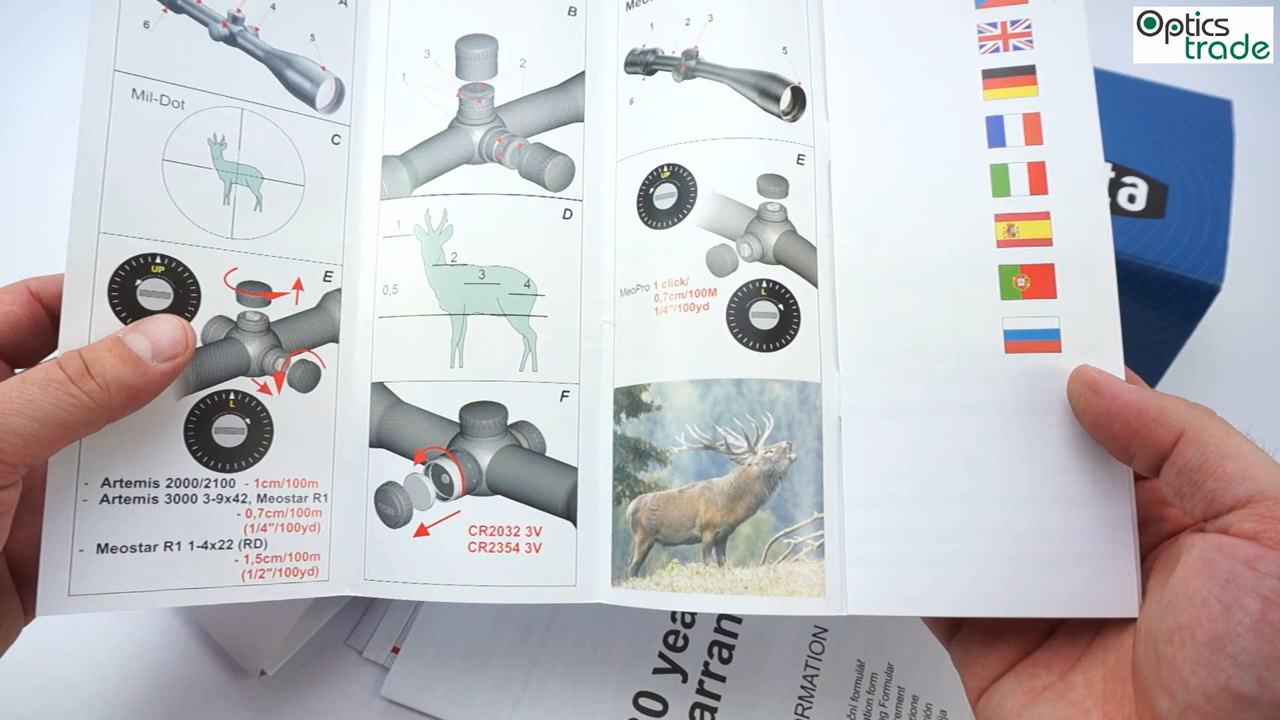 Optics
trade
A
4
5
6
Mil-Dot
C
UP
E
L
- Artemis 2000/2100 - 1cm/100m
- Artemis 3000 3-9x42, Meostar R1
- 0,7cm/100m
(1/4"/100yd)
- Meostar R1 1-4x22 (RD)
- 1,5cm/100m
(1/2"/100yd)
B
3
1
2
D
1
2
3
4
0,5
F
CR2032 3V
CR2354 3V
1
2
3
5
6
E
UP
MeoPro 1 click/
0,7cm/100M
1/4"/100yd
L
ta